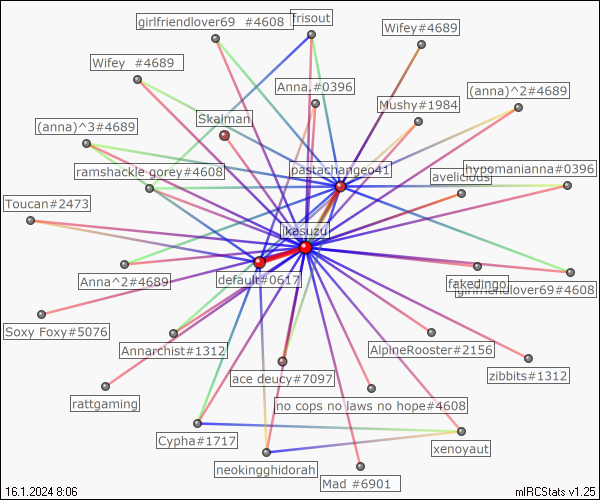 girlfriendlover69 #4608
frisout
Wifey#4689
Wifey #4689
Anna.#0396
(anna)^2#4689
Mushy#1984
Skalman.
(anna)^3#4689
ramshackle gorey#4608
pastachangeo41
hypomanianna#0396
avelicious
Toucan#2473
ikasuzu
Anna^2#4689
default#0617
fakedingo
girlfriendlover69#4608
Soxy Foxy#5076
Annarchist#1312
AlpineRooster#2156
ace deucy#7097
zibbits#1312
rattgaming
no cops no laws no hope#4608
Cypha#1717
xenoyaut
neokingghidorah
Mad #6901
16.1.2024 8:06
mIRCStats v1.25